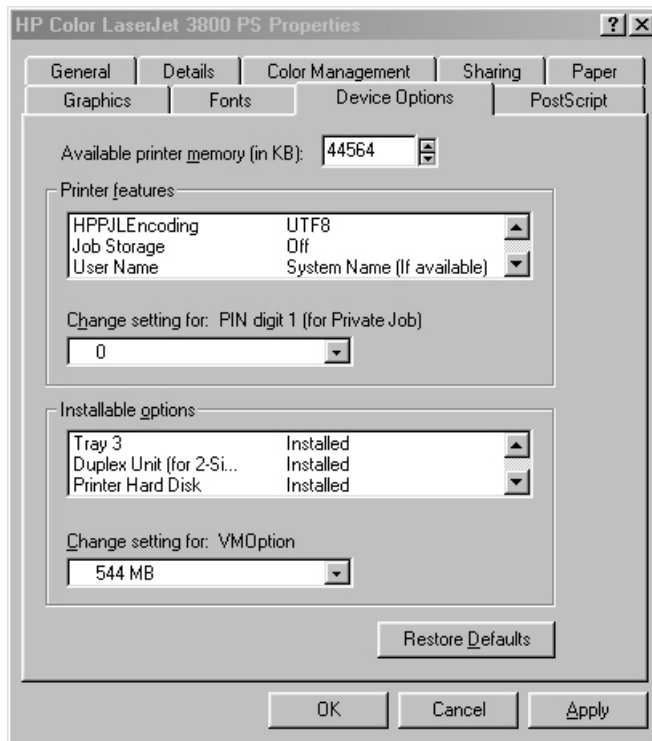 HP Color LaserJet 3800 PS Properties
General Details Color Management Sharing Paper
Graphics Fonts Device Options PostScript
Available printer memory (in KB): 44564
Printer features
HPPJLEncoding UTF8
Job Storage Off
User Name System Name (If available)
Change setting for: PIN digit 1 (for Private Job)
0
Installable options
Tray 3 Installed
Duplex Unit (for 2-Si... Installed
Printer Hard Disk Installed
Change setting for: VMOption
544 MB
Restore Defaults
OK Cancel Apply